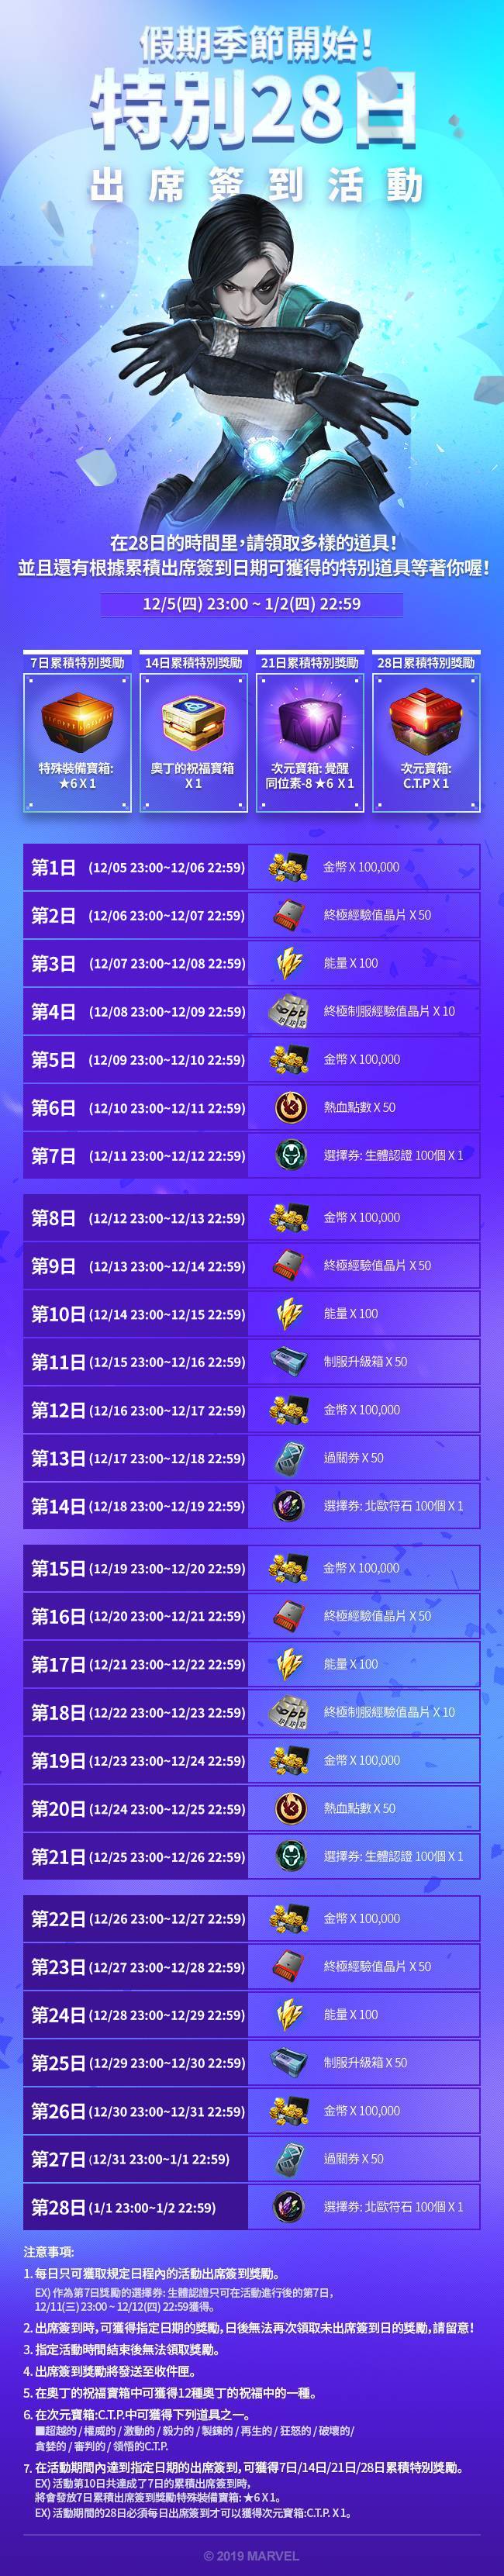 假期季節開始!
特別28日
出席簽到活動
在28日的時間里,請領取多樣的道具!
並且還有根據累積出席簽到日期可獲得的特別道具等著你喔!
12/5(四) 23:00 ~ 1/2(四) 22:59
7日累積特別獎勵
特殊裝備寶箱:
★6 X 1
14日累積特別獎勵
奧丁的祝福寶箱
X 1
21日累積特別獎勵
次元寶箱: 覺醒
同位素-8 ★6 X 1
28日累積特別獎勵
次元寶箱:
C.T.P X 1
第1日 (12/05 23:00~12/06 22:59) 金幣 X 100,000
第2日 (12/06 23:00~12/07 22:59) 終極經驗值晶片 X 50
第3日 (12/07 23:00~12/08 22:59) 能量 X 100
第4日 (12/08 23:00~12/09 22:59) 終極制服經驗值晶片 X 10
第5日 (12/09 23:00~12/10 22:59) 金幣 X 100,000
第6日 (12/10 23:00~12/11 22:59) 熱血點數 X 50
第7日 (12/11 23:00~12/12 22:59) 選擇券: 生體認證 100個 X 1
第8日 (12/12 23:00~12/13 22:59) 金幣 X 100,000
第9日 (12/13 23:00~12/14 22:59) 終極經驗值晶片 X 50
第10日 (12/14 23:00~12/15 22:59) 能量 X 100
第11日 (12/15 23:00~12/16 22:59) 制服升級箱 X 50
第12日 (12/16 23:00~12/17 22:59) 金幣 X 100,000
第13日 (12/17 23:00~12/18 22:59) 過關券 X 50
第14日 (12/18 23:00~12/19 22:59) 選擇券: 北歐符石 100個 X 1
第15日 (12/19 23:00~12/20 22:59) 金幣 X 100,000
第16日 (12/20 23:00~12/21 22:59) 終極經驗值晶片 X 50
第17日 (12/21 23:00~12/22 22:59) 能量 X 100
第18日 (12/22 23:00~12/23 22:59) 終極制服經驗值晶片 X 10
第19日 (12/23 23:00~12/24 22:59) 金幣 X 100,000
第20日 (12/24 23:00~12/25 22:59) 熱血點數 X 50
第21日 (12/25 23:00~12/26 22:59) 選擇券: 生體認證 100個 X 1
第22日 (12/26 23:00~12/27 22:59) 金幣 X 100,000
第23日 (12/27 23:00~12/28 22:59) 終極經驗值晶片 X 50
第24日 (12/28 23:00~12/29 22:59) 能量 X 100
第25日 (12/29 23:00~12/30 22:59) 制服升級箱 X 50
第26日 (12/30 23:00~12/31 22:59) 金幣 X 100,000
第27日 (12/31 23:00~1/1 22:59) 過關券 X 50
第28日 (1/1 23:00~1/2 22:59) 選擇券: 北歐符石 100個 X 1
注意事項:
1. 每日只可獲取規定日程內的活動出席簽到獎勵。
EX) 作為第7日獎勵的選擇券: 生體認證只可在活動進行後的第7日,
12/11(三) 23:00 ~ 12/12(四) 22:59獲得。
2. 出席簽到時,可獲得指定日期的獎勵,日後無法再次領取未出席簽到日的獎勵,請留意!
3. 指定活動時間結束後無法領取獎勵。
4. 出席簽到獎勵將發送至收件匣。
5. 在奧丁的祝福寶箱中可獲得12種奧丁的祝福中的一種。
6. 在次元寶箱:C.T.P.中可獲得下列道具之一。
■超越的 / 權威的 / 激動的 / 毅力的 / 製鍊的 / 再生的 / 狂怒的 / 破壞的/
貪婪的 / 審判的 / 領悟的C.T.P.
7. 在活動期間內達到指定日期的出席簽到,可獲得7日/14日/21日/28日累積特別獎勵。
EX) 活動第10日共達成了7日的累積出席簽到時,
將會發放7日累積出席簽到獎勵特殊裝備寶箱: ★6 X 1。
EX) 活動期間的28日必須每日出席簽到才可以獲得次元寶箱:C.T.P. X 1。
© 2019 MARVEL